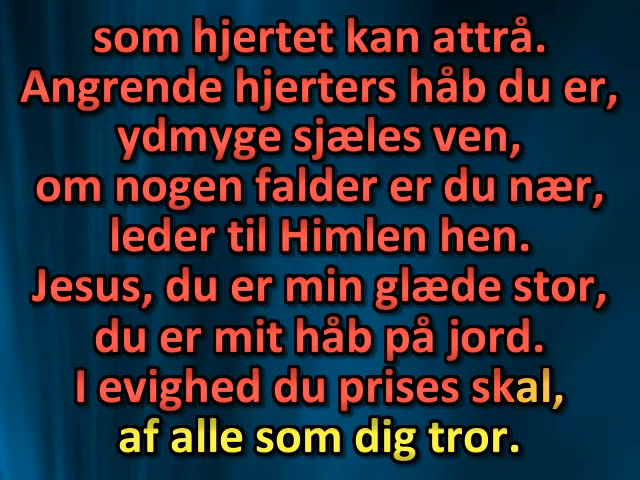 som hjertet kan attrå.
Angrende hjerters håb du er,
ydmyge sjæles ven,
om nogen falder er du nær,
leder til Himlen hen.
Jesus, du er min glæde stor,
du er mit håb på jord.
I evighed du prises skal,
af alle som dig tror.